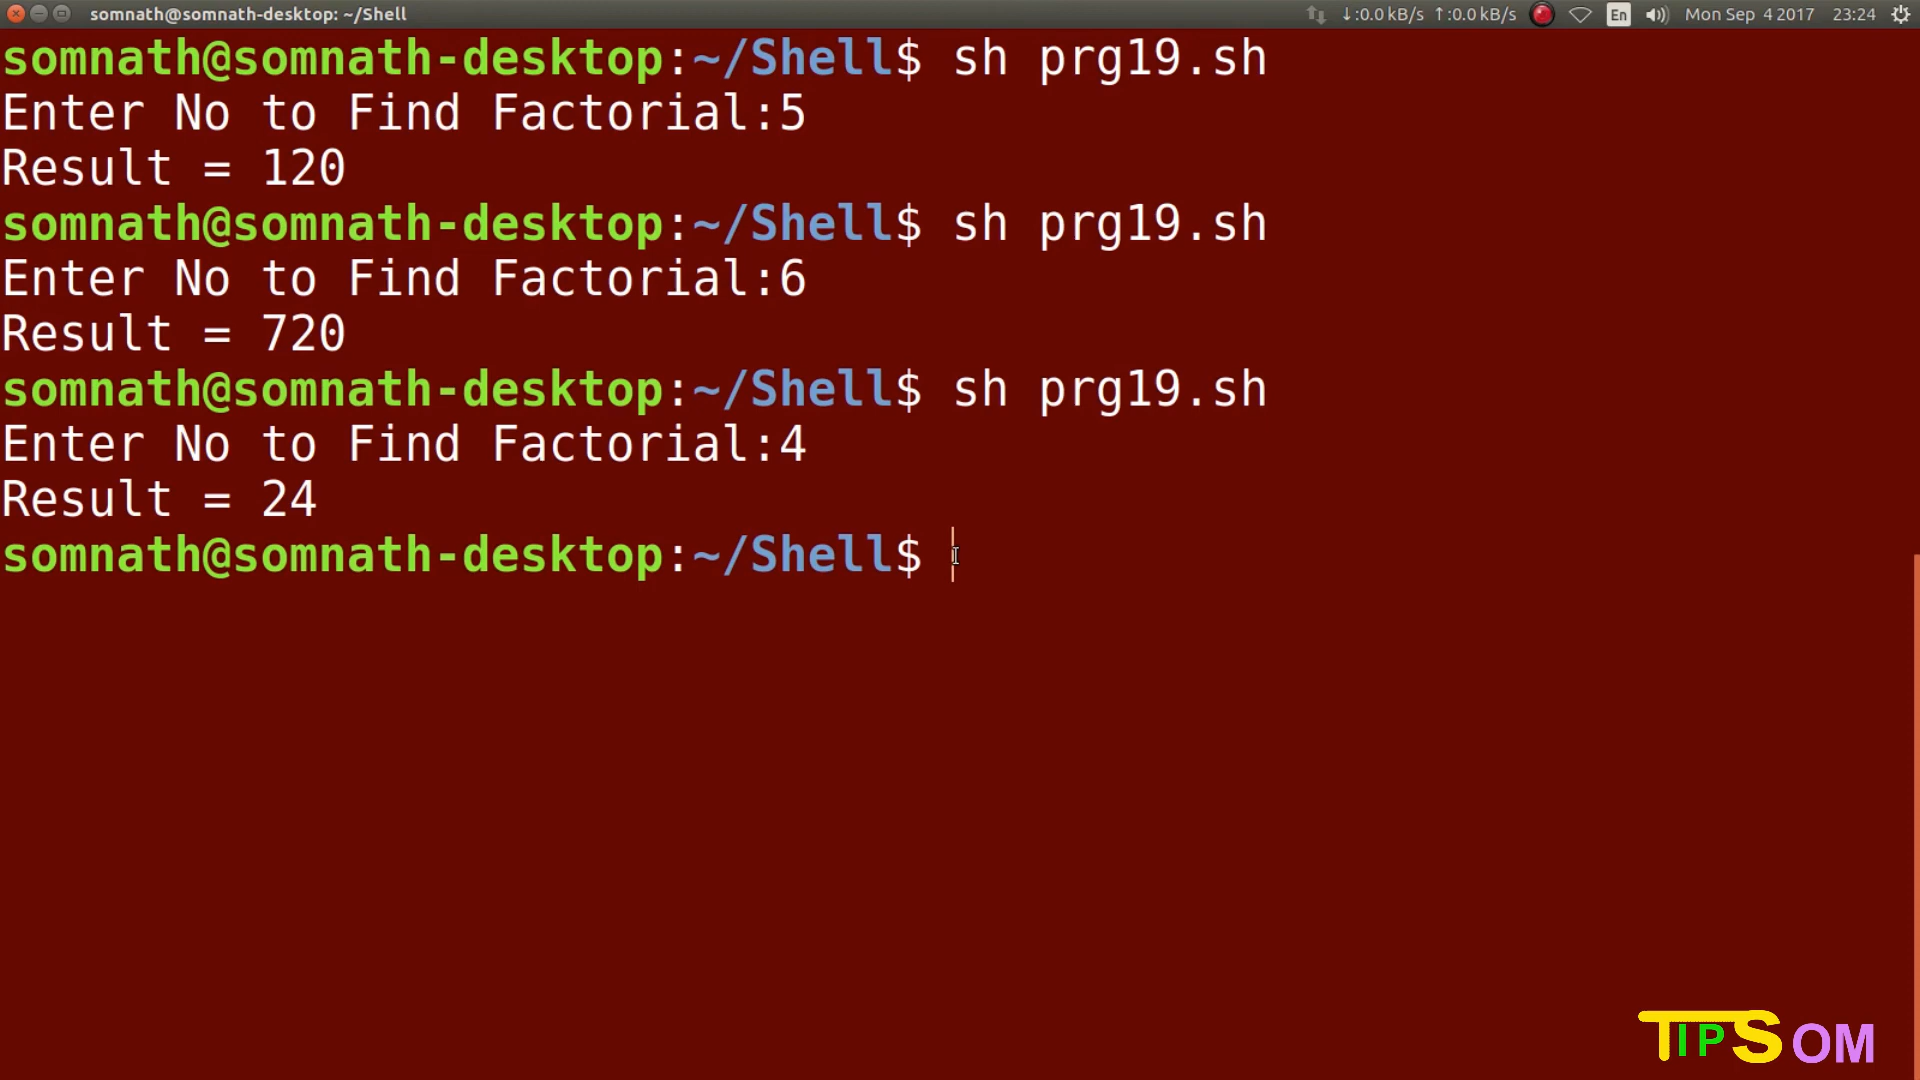 somnath@somnath-desktop: ~/Shell
↓:0.0 kB/s ↑:0.0 kB/s En Mon Sep 4 2017 23:24
somnath@somnath-desktop:~/Shell$ sh prg19.sh
Enter No to Find Factorial:5
Result = 120
somnath@somnath-desktop:~/Shell$ sh prg19.sh
Enter No to Find Factorial:6
Result = 720
somnath@somnath-desktop:~/Shell$ sh prg19.sh
Enter No to Find Factorial:4
Result = 24
somnath@somnath-desktop:~/Shell$
TIPSOM